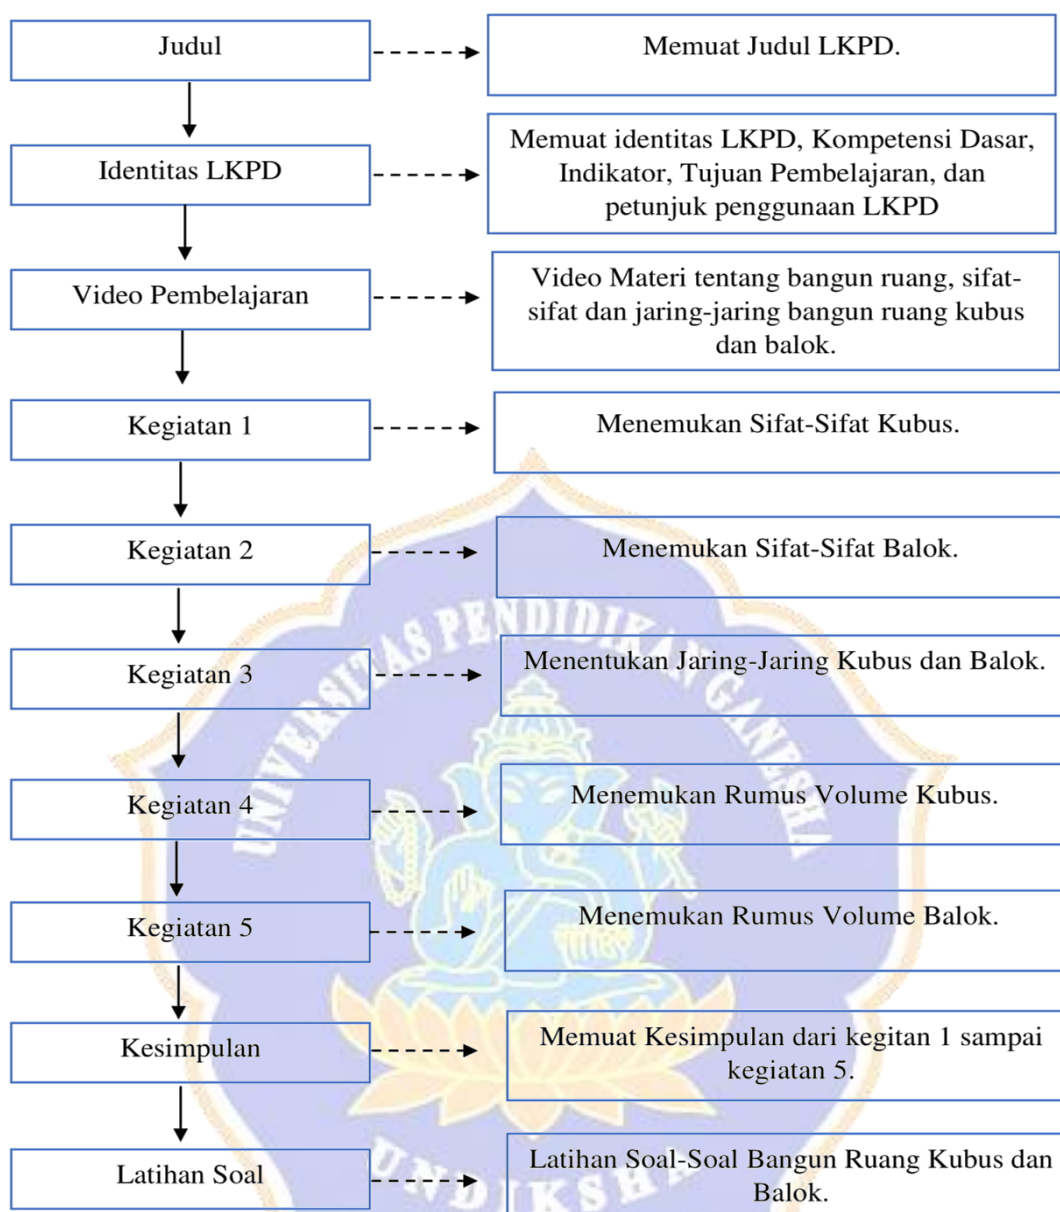 Judul
Memuat Judul LKPD.
Identitas LKPD
Memuat identitas LKPD, Kompetensi Dasar,
Indikator, Tujuan Pembelajaran, dan
petunjuk penggunaan LKPD
Video Pembelajaran
Video Materi tentang bangun ruang, sifat-
sifat dan jaring-jaring bangun ruang kubus
dan balok.
Kegiatan 1
Menemukan Sifat-Sifat Kubus.
Kegiatan 2
Menemukan Sifat-Sifat Balok.
Kegiatan 3
Menentukan Jaring-Jaring Kubus dan Balok.
Kegiatan 4
Menemukan Rumus Volume Kubus.
Kegiatan 5
Menemukan Rumus Volume Balok.
Kesimpulan
Memuat Kesimpulan dari kegitan 1 sampai
kegiatan 5.
Latihan Soal
Latihan Soal-Soal Bangun Ruang Kubus dan
Balok.
UNIVERSITAS PENDIDIKAN GANESHA
UNDIKSHA